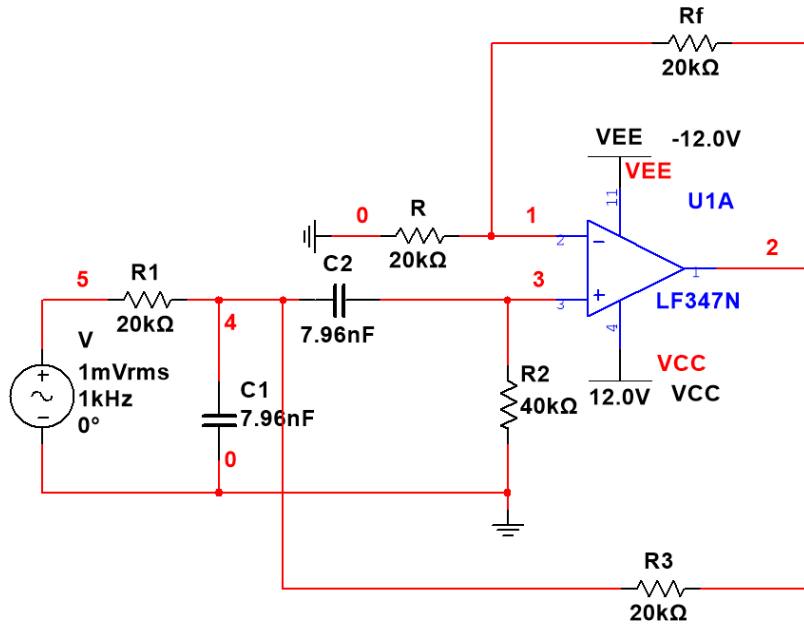 Rf
20kΩ
VEE -12.0V
VEE
11
U1A
0
R
1
2
20kΩ
2
1
5
R1
C2
3
3
LF347N
20kΩ
4
7.96nF
4
V
1mVrms
1kHz
0°
C1
7.96nF
R2
40kΩ
VCC
12.0V VCC
0
R3
20kΩ